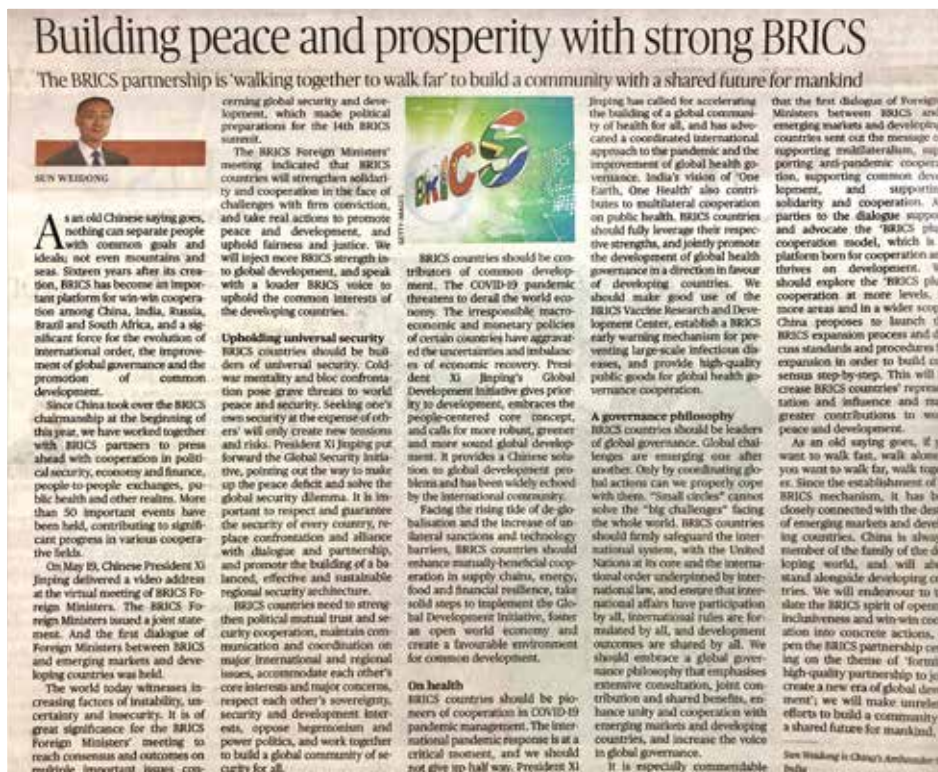 Building peace and prosperity with strong BRICS
The BRICS partnership is 'walking together to walk far' to build a community with a shared future for mankind
SUN WEIDONG
As an old Chinese saying goes,
nothing can separate people
with common goals and
ideals; not even mountains and
seas. Sixteen years after its crea-
tion, BRICS has become an impor-
tant platform for win-win coopera-
tion among China, India, Russia,
Brazil and South Africa, and a sig-
nificant force for the evolution of
international order, the improve-
ment of global governance and the
promotion of common
development.
Since China took over the BRICS
chairmanship at the beginning of
this year, we have worked together
with BRICS partners to press
ahead with cooperation in politi-
cal security, economy and finance,
people-to-people exchanges, pu-
blic health and other realms. More
than 50 important events have
been held, contributing to signifi-
cant progress in various coopera-
tive fields.
On May 19, Chinese President Xi
Jinping delivered a video address
at the virtual meeting of BRICS Fo-
reign Ministers. The BRICS Fo-
reign Ministers issued a joint state-
ment. And the first dialogue of
Foreign Ministers between BRICS
and emerging markets and deve-
loping countries was held.
The world today witnesses in-
creasing factors of instability, un-
certainty and insecurity. It is of
great significance for the BRICS
Foreign Ministers' meeting to
reach consensus and outcomes on
multiple important issues con-
cerning global security and deve-
lopment, which made political
preparations for the 14th BRICS
summit.
The BRICS Foreign Ministers'
meeting indicated that BRICS
countries will strengthen solidari-
ty and cooperation in the face of
challenges with firm conviction,
and take real actions to promote
peace and development, and
uphold fairness and justice. We
will inject more BRICS strength in-
to global development, and speak
with a louder BRICS voice to
uphold the common interests of
the developing countries.
Upholding universal security
BRICS countries should be buil-
ders of universal security. Cold-
war mentality and bloc confronta-
tion pose grave threats to world
peace and security. Seeking one's
own security at the expense of oth-
ers' will only create new tensions
and risks. President Xi Jinping put
forward the Global Security Initia-
tive, pointing out the way to make
up the peace deficit and solve the
global security dilemma. It is im-
portant to respect and guarantee
the security of every country, re-
place confrontation and alliance
with dialogue and partnership,
and promote the building of a ba-
lanced, effective and sustainable
regional security architecture.
BRICS countries need to streng-
then political mutual trust and se-
curity cooperation, maintain com-
munication and coordination on
major international and regional
issues, accommodate each other's
core interests and major concerns,
respect each other's sovereignty,
security and development inter-
ests, oppose hegemonism and
power politics, and work together
to build a global community of se-
curity for all.
BRICS
GETTY IMAGES
BRICS countries should be con-
tributors of common develop-
ment. The COVID-19 pandemic
threatens to derail the world eco-
nomy. The irresponsible macro-
economic and monetary policies
of certain countries have aggravat-
ed the uncertainties and imbalanc-
es of economic recovery. Presi-
dent Xi Jinping's Global
Development Initiative gives prior-
ity to development, embraces the
people-centered core concept,
and calls for more robust, greener
and more sound global develop-
ment. It provides a Chinese solu-
tion to global development pro-
blems and has been widely echoed
by the international community.
Facing the rising tide of de-glo-
balisation and the increase of un-
ilateral sanctions and technology
barriers, BRICS countries should
enhance mutually-beneficial coop-
eration in supply chains, energy,
food and financial resilience, take
solid steps to implement the Glo-
bal Development Initiative, foster
an open world economy and
create a favourable environment
for common development.
On health
BRICS countries should be pio-
neers of cooperation in COVID-19
pandemic management. The inter-
national pandemic response is at a
critical moment, and we should
not give up half way. President Xi
Jinping has called for accelerating
the building of a global communi-
ty of health for all, and has advo-
cated a coordinated international
approach to the pandemic and the
improvement of global health go-
vernance. India's vision of 'One
Earth, One Health' also contri-
butes to multilateral cooperation
on public health. BRICS countries
should fully leverage their respec-
tive strengths, and jointly promote
the development of global health
governance in a direction in favour
of developing countries. We
should make good use of the
BRICS Vaccine Research and Deve-
lopment Center, establish a BRICS
early warning mechanism for pre-
venting large-scale infectious dis-
eases, and provide high-quality
public goods for global health go-
vernance cooperation.
A governance philosophy
BRICS countries should be leaders
of global governance. Global chal-
lenges are emerging one after
another. Only by coordinating glo-
bal actions can we properly cope
with them. "Small circles" cannot
solve the "big challenges" facing
the whole world. BRICS countries
should firmly safeguard the inter-
national system, with the United
Nations at its core and the interna-
tional order underpinned by inter-
national law, and ensure that inter-
national affairs have participation
by all, international rules are for-
mulated by all, and development
outcomes are shared by all. We
should embrace a global gover-
nance philosophy that emphasises
extensive consultation, joint con-
tribution and shared benefits, en-
hance unity and cooperation with
emerging markets and developing
countries, and increase the voice
in global governance.
It is especially commendable
that the first dialogue of Foreign
Ministers between BRICS and
emerging markets and developing
countries sent out the message of
supporting multilateralism, sup-
porting anti-pandemic coopera-
tion, supporting common deve-
lopment, and supporting
solidarity and cooperation. A
parties to the dialogue suppo
and advocate the 'BRICS plu
cooperation model, which is
platform born for cooperation an
thrives on development. W
should explore the 'BRICS plu
cooperation at more levels,
more areas and in a wider scop
China proposes to launch t
BRICS expansion process and d
cuss standards and procedures
expansion in order to build co
sensus step-by-step. This will
crease BRICS countries' represe
tation and influence and ma
greater contributions to wo
peace and development.
As an old saying goes, if y
want to walk fast, walk alon
you want to walk far, walk tog
er. Since the establishment of
BRICS mechanism, it has b
closely connected with the des
of emerging markets and devel
ing countries. China is alway
member of the family of the d
loping world, and will alw
stand alongside developing c
tries. We will endeavour to t
slate the BRICS spirit of openn
inclusiveness and win-win coo
ation into concrete actions,
pen the BRICS partnership ce
ing on the theme of 'formi
high-quality partnership to jo
create a new era of global deve
ment'; we will make unrele
efforts to build a community
a shared future for mankind.
Sun Weidong is China's Ambassador
India